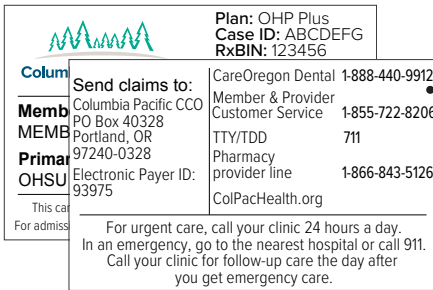 Plan: OHP Plus
Case ID: ABCDEFG
RxBIN: 123456
Colum
Memb
MEMB
Primar
OHSU
This car
For admiss
Send claims to:
Columbia Pacific CCO
PO Box 40328
Portland, OR
97240-0328
Electronic Payer ID:
93975
CareOregon Dental 1-888-440-9912
Member & Provider
Customer Service 1-855-722-8206
TTY/TDD 711
Pharmacy
provider line 1-866-843-5126
ColPacHealth.org
For urgent care, call your clinic 24 hours a day.
In an emergency, go to the nearest hospital or call 911.
Call your clinic for follow-up care the day after
you get emergency care.